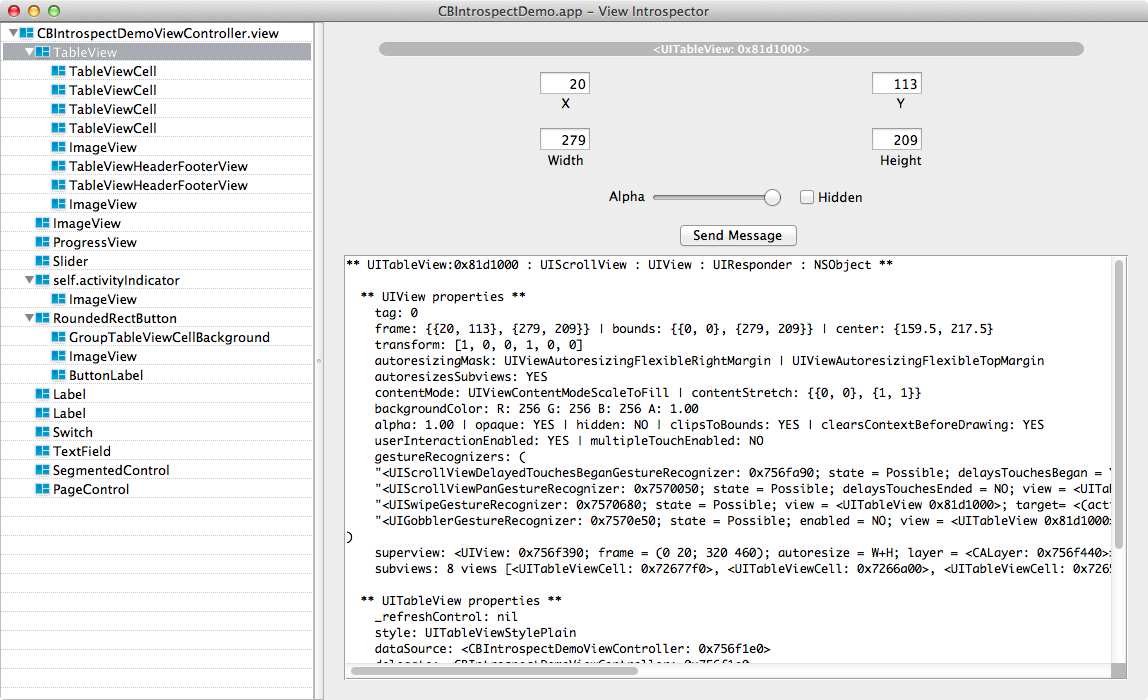 CBIntrospectDemo.app – View Introspector
CBIntrospectDemoViewController.view
TableView
TableViewCell
TableViewCell
TableViewCell
TableViewCell
ImageView
TableViewHeaderFooterView
TableViewHeaderFooterView
ImageView
ImageView
ProgressView
Slider
self.activityIndicator
ImageView
RoundedRectButton
GroupTableViewCellBackground
ImageView
ButtonLabel
Label
Label
Switch
TextField
SegmentedControl
PageControl
<UITableView: 0x81d1000>
20 113
X Y
279 209
Width Height
Alpha Hidden
Send Message
** UITableView:0x81d1000 : UIScrollView : UIView : UIResponder : NSObject **
** UIView properties **
tag: 0
frame: {{20, 113}, {279, 209}} | bounds: {{0, 0}, {279, 209}} | center: {159.5, 217.5}
transform: [1, 0, 0, 1, 0, 0]
autoresizingMask: UIViewAutoresizingFlexibleRightMargin | UIViewAutoresizingFlexibleTopMargin
autoresizesSubviews: YES
contentMode: UIViewContentModeScaleToFill | contentStretch: {{0, 0}, {1, 1}}
backgroundColor: R: 256 G: 256 B: 256 A: 1.00
alpha: 1.00 | opaque: YES | hidden: NO | clipsToBounds: YES | clearsContextBeforeDrawing: YES
userInteractionEnabled: YES | multipleTouchEnabled: NO
gestureRecognizers: (
"<UIScrollViewDelayedTouchesBeganGestureRecognizer: 0x756fa90; state = Possible; delaysTouchesBegan =
"<UIScrollViewPanGestureRecognizer: 0x7570050; state = Possible; delaysTouchesEnded = NO; view = <UITa
"<UISwipeGestureRecognizer: 0x7570680; state = Possible; view = <UITableView 0x81d1000>; target= <(act
"<UIGobblerGestureRecognizer: 0x7570e50; state = Possible; enabled = NO; view = <UITableView 0x81d1000
)
superview: <UIView: 0x756f390; frame = (0 20; 320 460); autoresize = W+H; layer = <CALayer: 0x756f440>
subviews: 8 views [<UITableViewCell: 0x72677f0>, <UITableViewCell: 0x7266a00>, <UITableViewCell: 0x726
** UITableView properties **
_refreshControl: nil
style: UITableViewStylePlain
dataSource: <CBIntrospectDemoViewController: 0x756f1e0>
delegate: <CBIntrospectDemoViewController: 0x756f1e0>